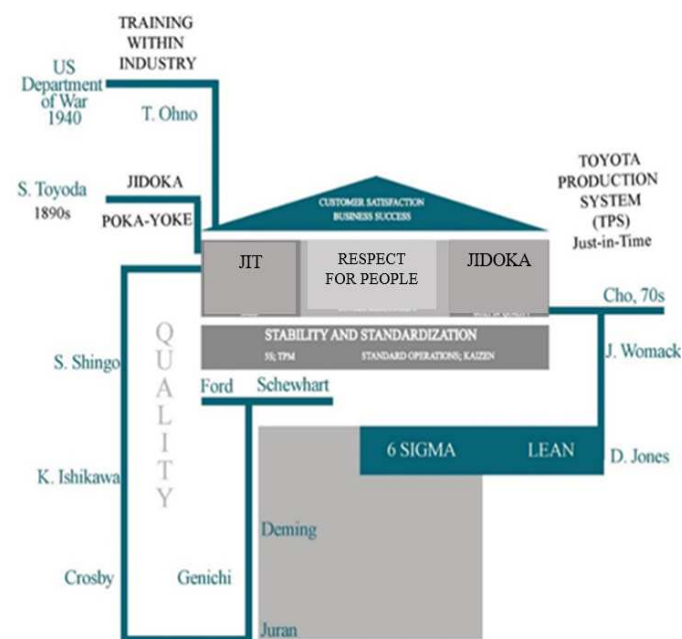 TRAINING
WITHIN
INDUSTRY
US
Department
of War
1940
T. Ohno
S. Toyoda
1890s
JIDOKA
POKA-YOKE
CUSTOMER SATISFACTION
BUSINESS SUCCESS
TOYOTA
PRODUCTION
SYSTEM
(TPS)
Just-in-Time
JIT
RESPECT
FOR PEOPLE
JIDOKA
Cho, 70s
STABILITY AND STANDARDIZATION
5S; TPM STANDARD OPERATIONS; KAIZEN
J. Womack
QUALITY
S. Shingo
Ford Schewhart
6 SIGMA LEAN
D. Jones
K. Ishikawa
Deming
Crosby
Genichi
Juran